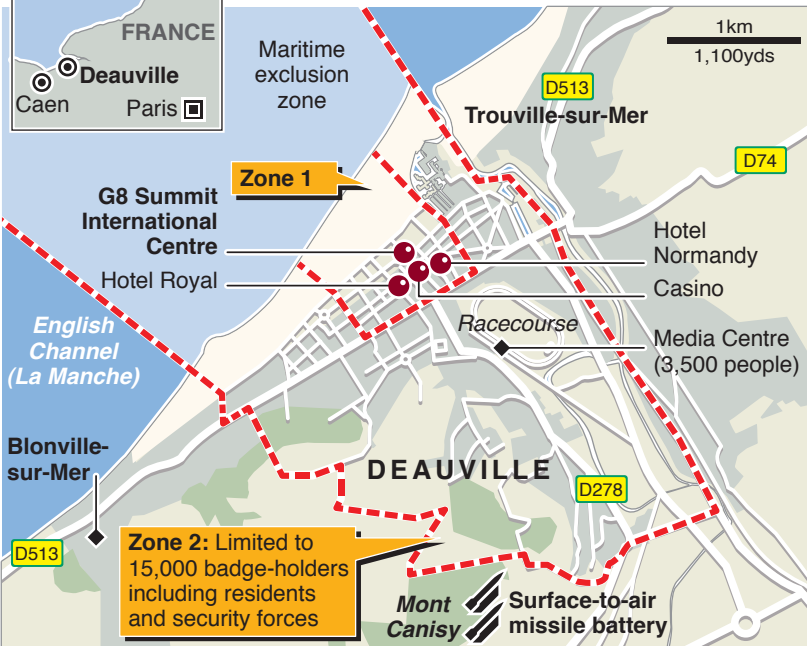 FRANCE
Deauville
Caen
Paris
Maritime
exclusion
zone
1km
1,100yds
D513
Trouville-sur-Mer
D74
Zone 1
G8 Summit
International
Centre
Hotel Royal
Hotel
Normandy
Casino
Racecourse
Media Centre
(3,500 people)
English
Channel
(La Manche)
Blonville-
sur-Mer
DEAUVILLE
D278
D513
Zone 2: Limited to
15,000 badge-holders
including residents
and security forces
Mont
Canisy
Surface-to-air
missile battery